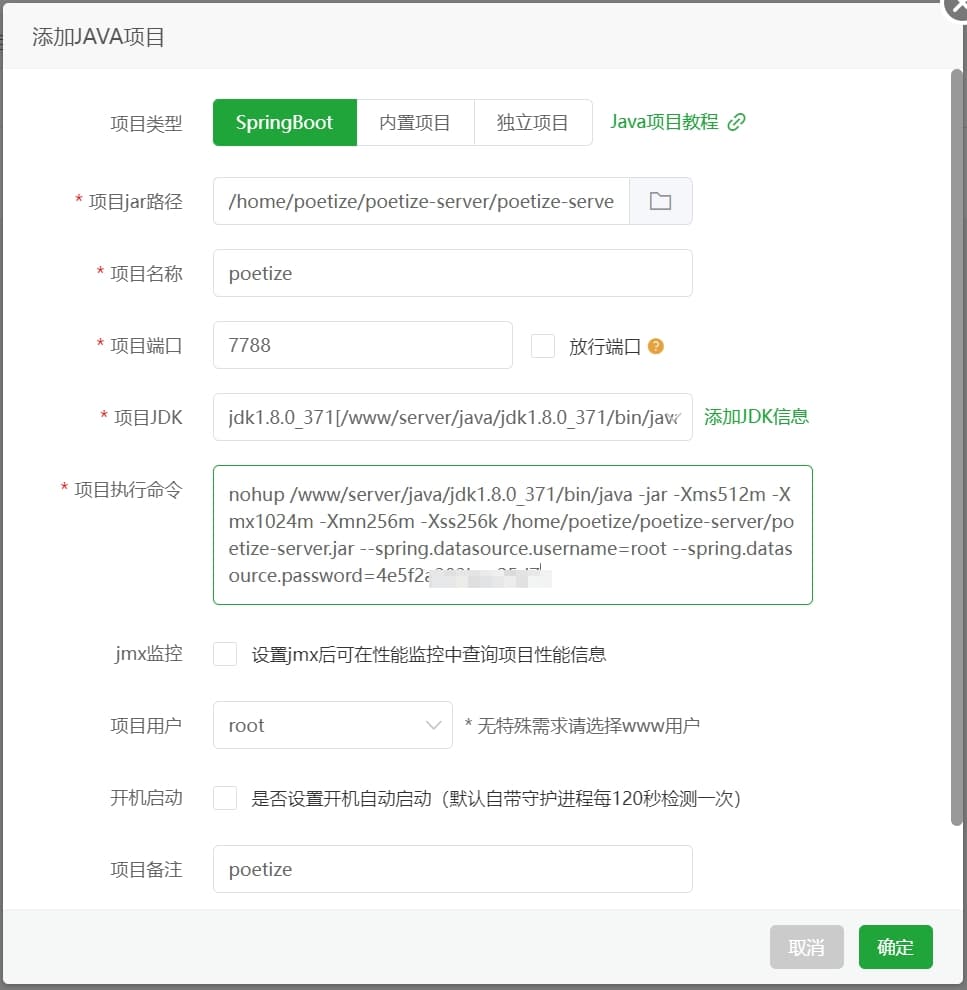 添加JAVA项目
项目类型 SpringBoot 内置项目 独立项目 Java项目教程
* 项目jar路径 /home/poetize/poetize-server/poetize-serve
* 项目名称 poetize
* 项目端口 7788 放行端口 ?
* 项目JDK jdk1.8.0_371[/www/server/java/jdk1.8.0_371/bin/jav 添加JDK信息
* 项目执行命令 nohup /www/server/java/jdk1.8.0_371/bin/java -jar -Xms512m -X
mx1024m -Xmn256m -Xss256k /home/poetize/poetize-server/po
etize-server.jar --spring.datasource.username=root --spring.datas
ource.password=
jmx监控 设置jmx后可在性能监控中查询项目性能信息
项目用户 root * 无特殊需求请选择www用户
开机启动 是否设置开机自动启动（默认自带守护进程每120秒检测一次）
项目备注 poetize
取消 确定